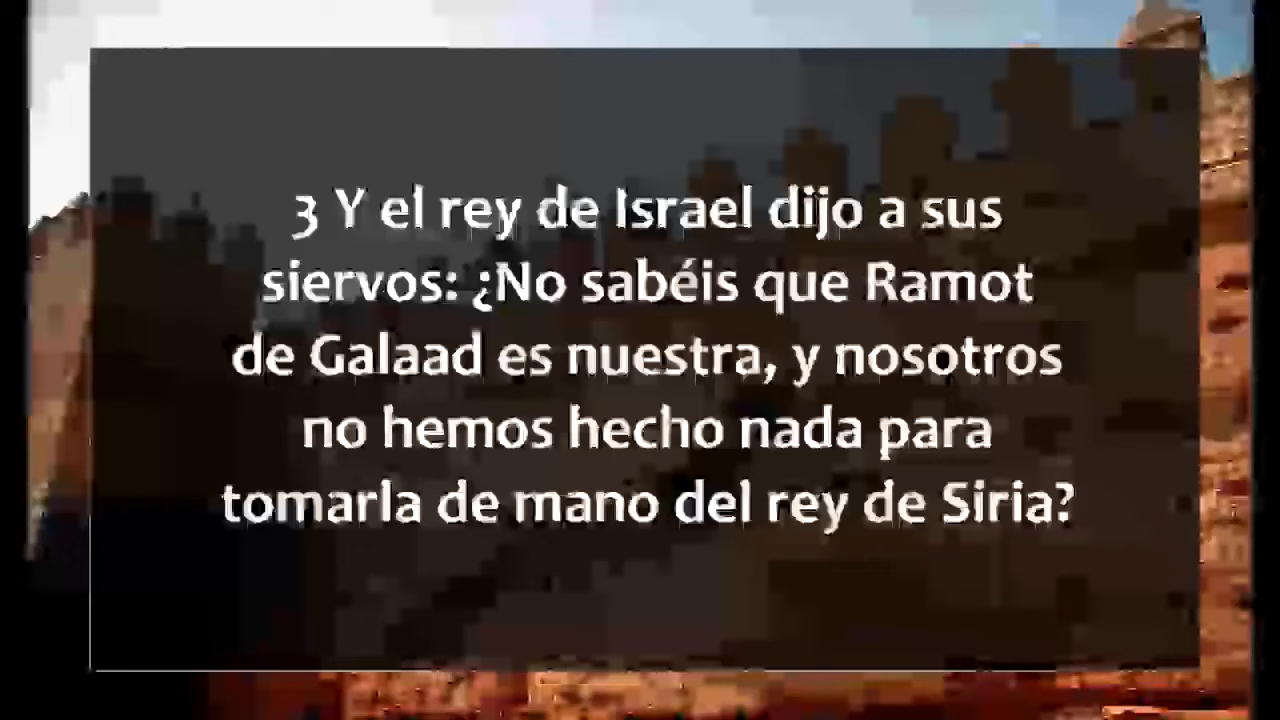 3 Y el rey de Israel dijo a sus
siervos: ¿No sabéis que Ramot
de Galaad es nuestra, y nosotros
no hemos hecho nada para
tomarla de mano del rey de Siria?